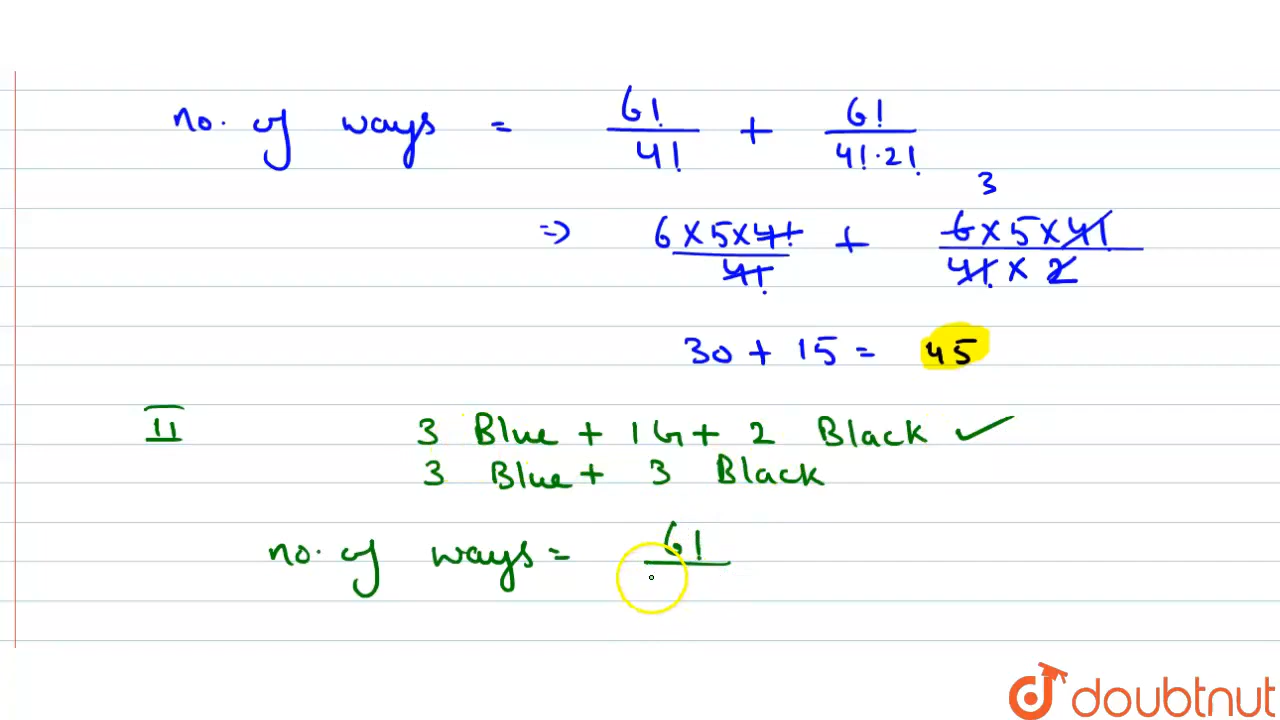 no. of ways = 6! / 4! + 6! / 4!·2!
3
=> 6×5×4! / 4! + 6×5×4! / 4!×2
30 + 15 = 45
II 3 Blue + 1G + 2 Black ✓
3 Blue + 3 Black
no. of ways = 6!
doubtnut